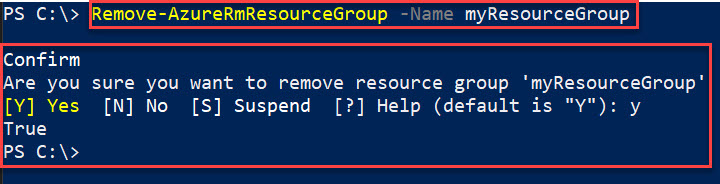 PS C:\> Remove-AzureRmResourceGroup -Name myResourceGroup
Confirm
Are you sure you want to remove resource group 'myResourceGroup'
[Y] Yes  [N] No  [S] Suspend  [?] Help (default is "Y"): y
True
PS C:\>